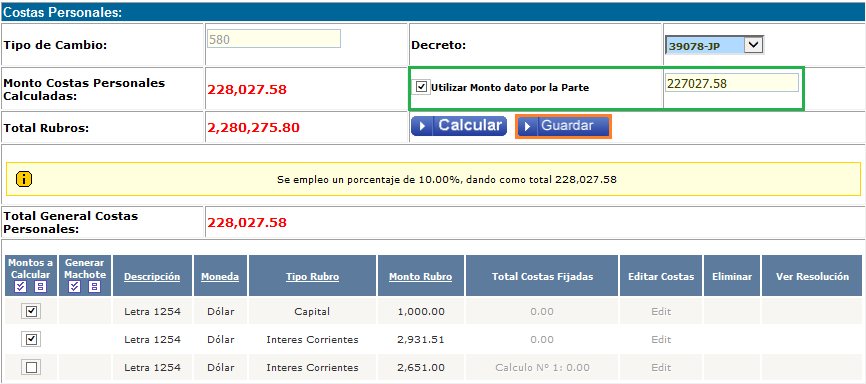 Costas Personales:
Tipo de Cambio: 580 Decreto: 39078-JP
Monto Costas Personales
Calculadas: 228,027.58 Utilizar Monto dato por la Parte 227027.58
Total Rubros: 2,280,275.80 Calcular Guardar
Se empleo un porcentaje de 10.00%, dando como total 228,027.58
Total General Costas
Personales: 228,027.58
Montos a Calcular Generar Machote Descripción Moneda Tipo Rubro Monto Rubro Total Costas Fijadas Editar Costas Eliminar Ver Resolución
Letra 1254 Dólar Capital 1,000.00 0.00 Edit
Letra 1254 Dólar Interes Corrientes 2,931.51 0.00 Edit
Letra 1254 Dólar Interes Corrientes 2,651.00 Calculo N° 1: 0.00 Edit